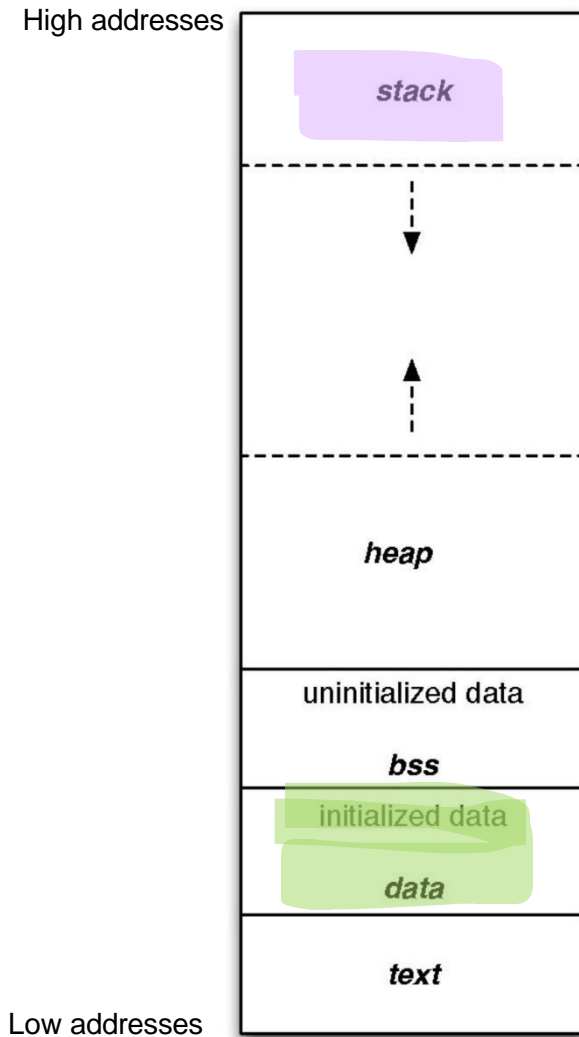 High addresses
stack
heap
uninitialized data
bss
initialized data
data
text
Low addresses